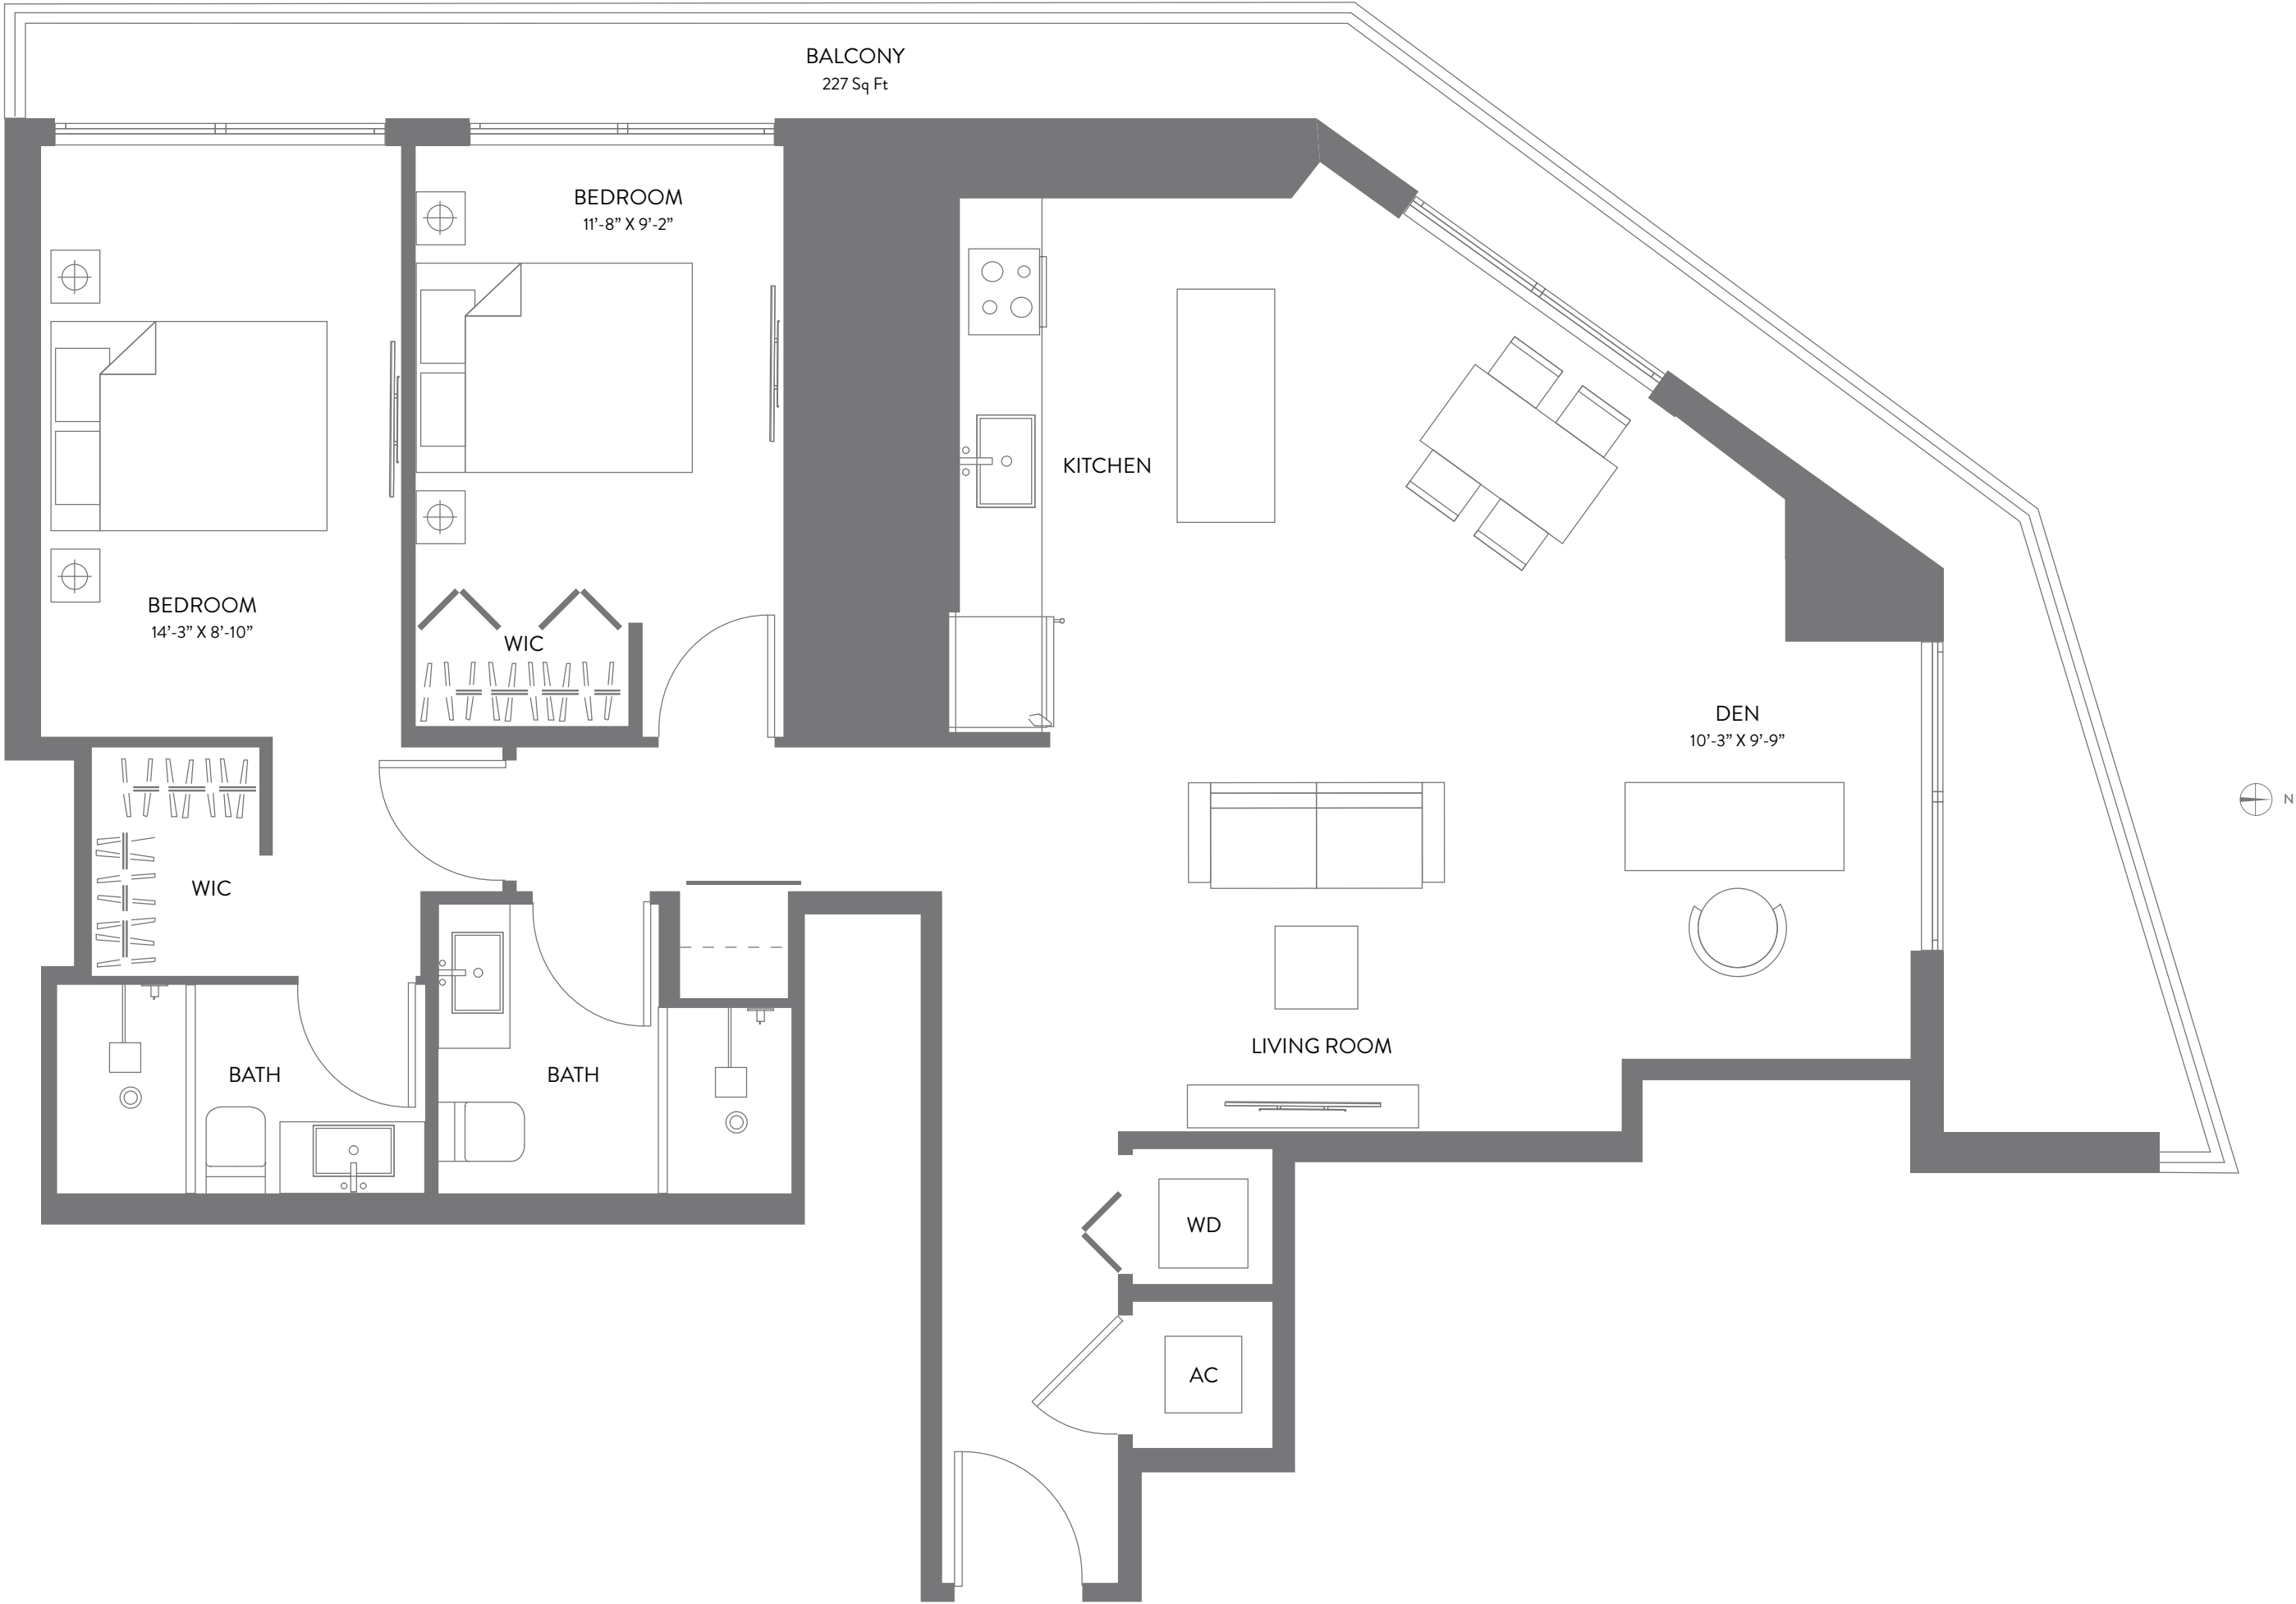 BALCONY
227 Sq Ft
BEDROOM
11’-8” X 9’-2”
KITCHEN
BEDROOM
14’-3” X 8’-10”
WIC
DEN
10’-3” X 9’-9”
N
WIC
LIVING ROOM
BATH
BATH
WD
AC